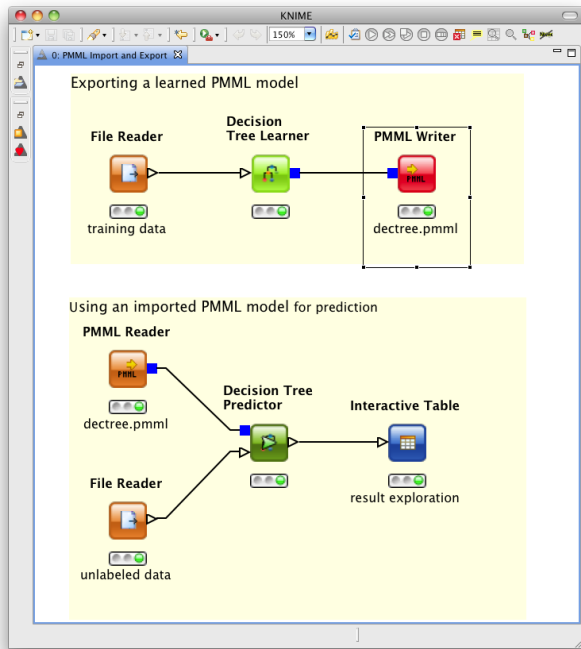 KNIME
150%
0: PMML Import and Export
Exporting a learned PMML model
File Reader
training data
Decision
Tree Learner
PMML Writer
PMML
dectree.pmml
Using an imported PMML model for prediction
PMML Reader
PMML
dectree.pmml
File Reader
unlabeled data
Decision Tree
Predictor
Interactive Table
result exploration